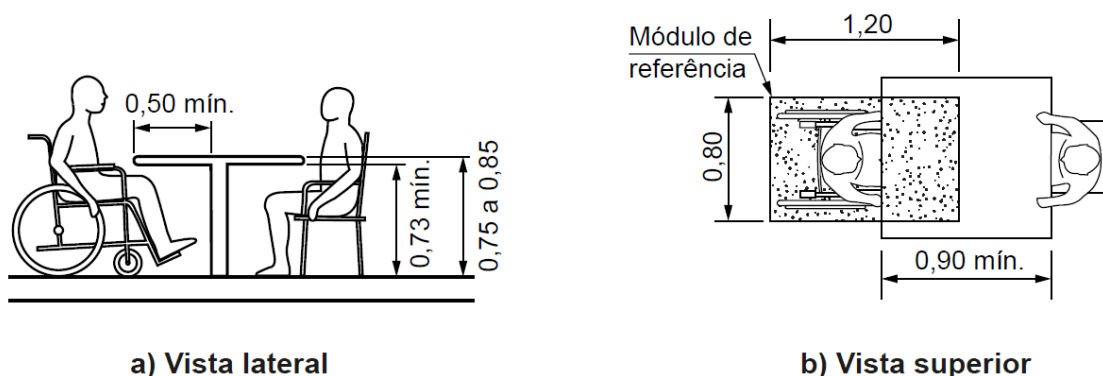 0,50 mín.
0,73 mín.
0,75 a 0,85
a) Vista lateral
Módulo de
referência
1,20
0,80
0,90 mín.
b) Vista superior